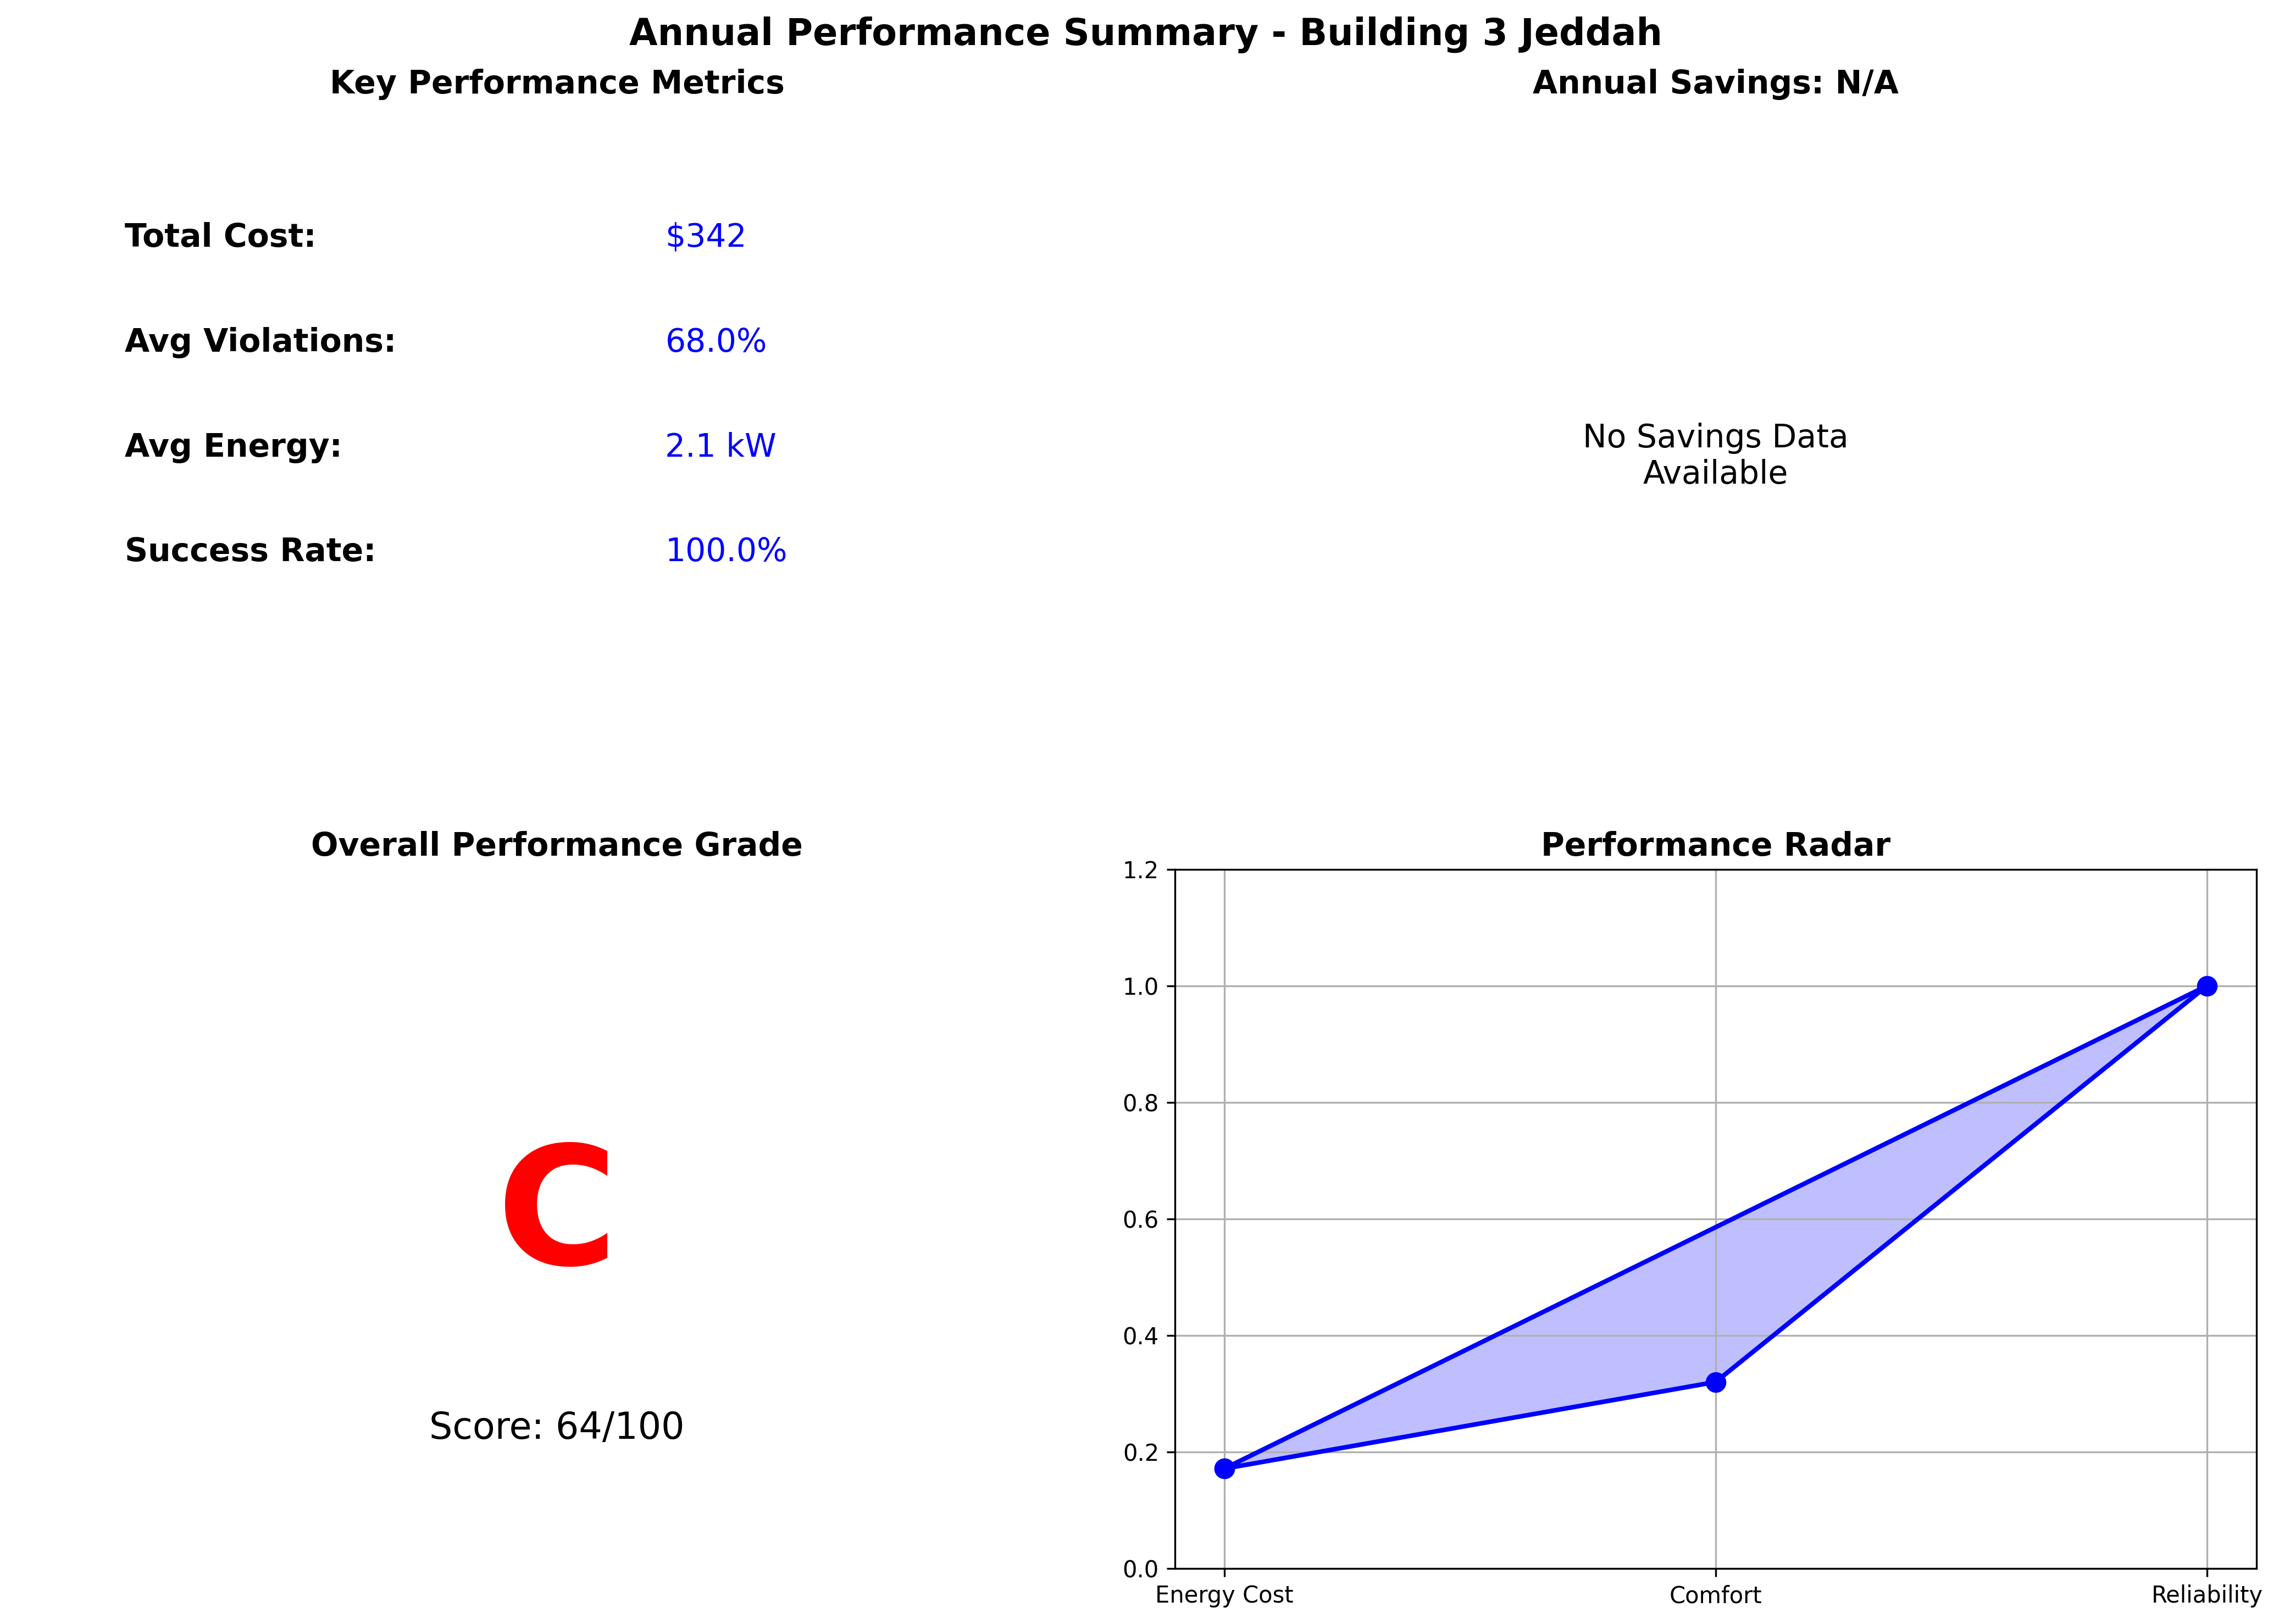 Annual Performance Summary - Building 3 Jeddah
Key Performance Metrics
Total Cost: $342
Avg Violations: 68.0%
Avg Energy: 2.1 kW
Success Rate: 100.0%
Annual Savings: N/A
No Savings Data
Available
Overall Performance Grade
C
Score: 64/100
Performance Radar
1.2
1.0
0.8
0.6
0.4
0.2
0.0
Energy Cost Comfort Reliability